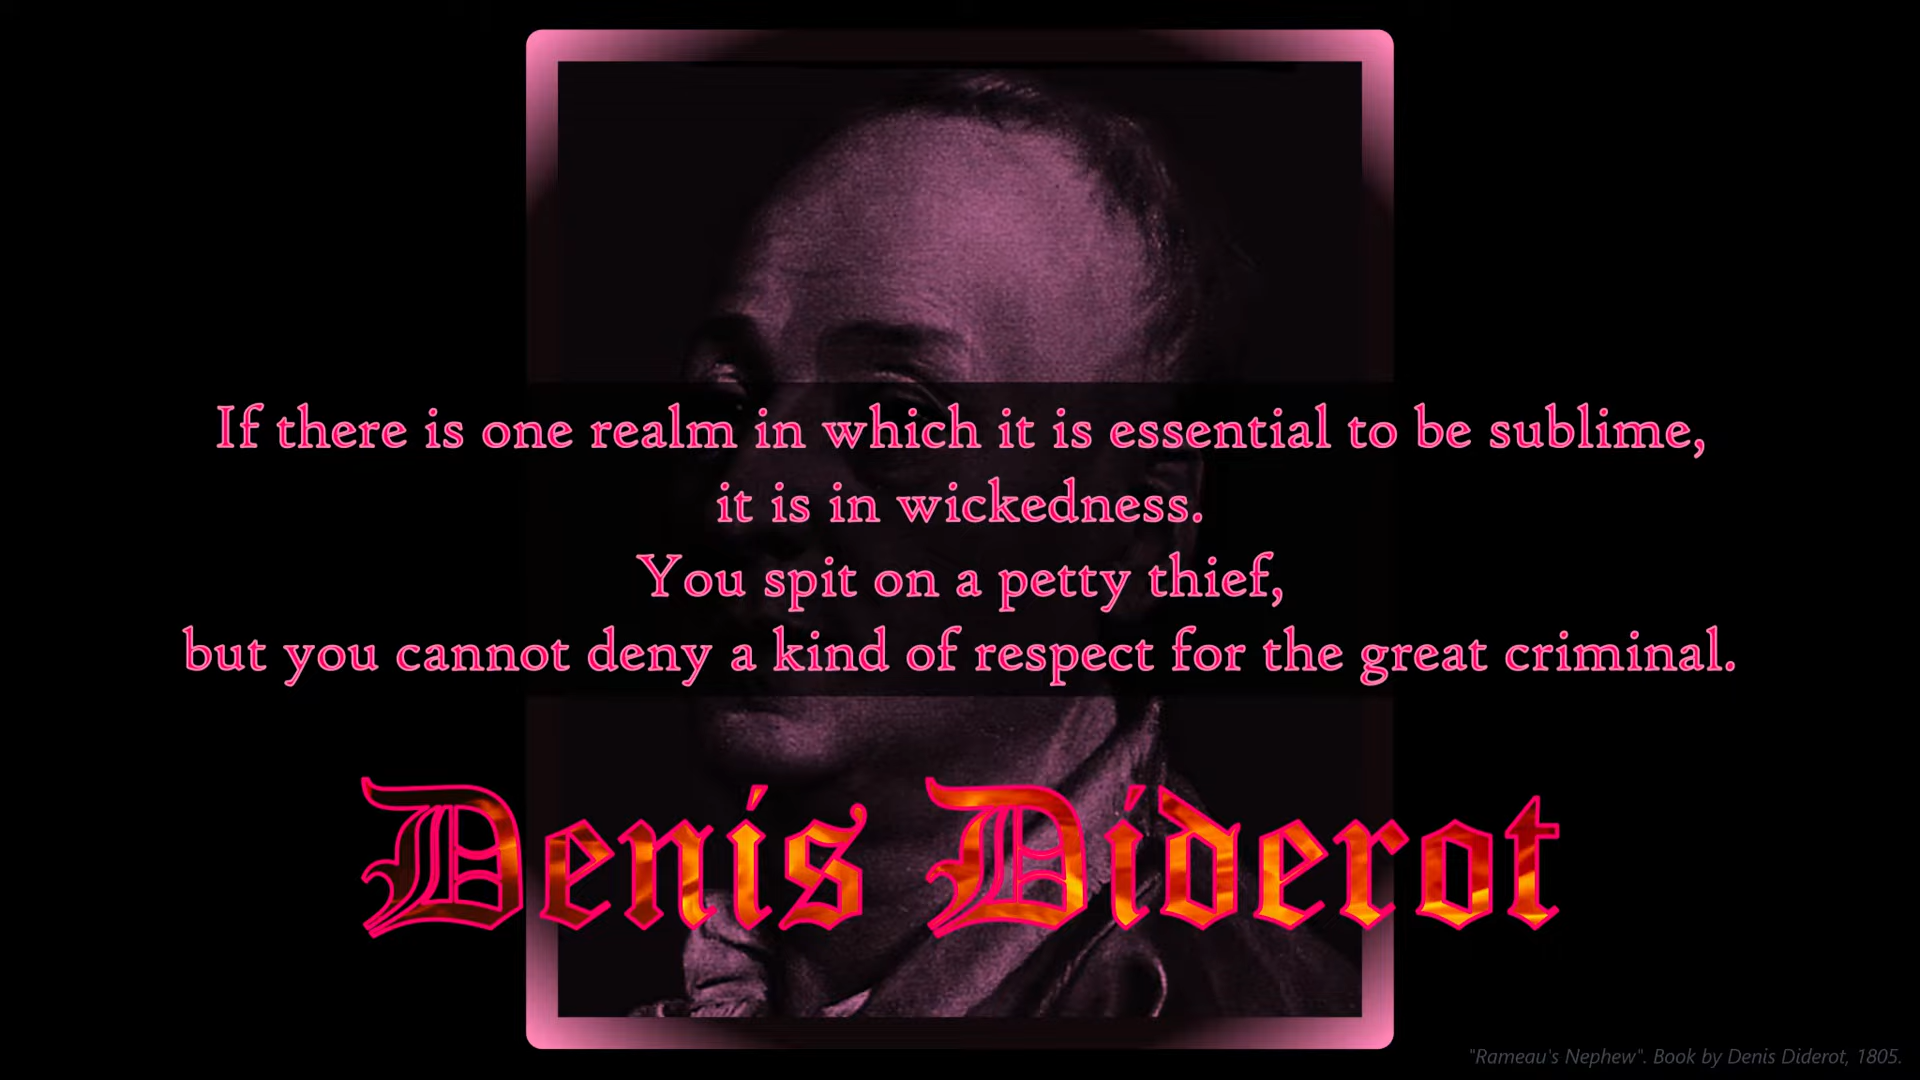 If there is one realm in which it is essential to be sublime,
it is in wickedness.
You spit on a petty thief,
but you cannot deny a kind of respect for the great criminal.
Denis Diderot
"Rameau's Nephew". Book by Denis Diderot, 1805.